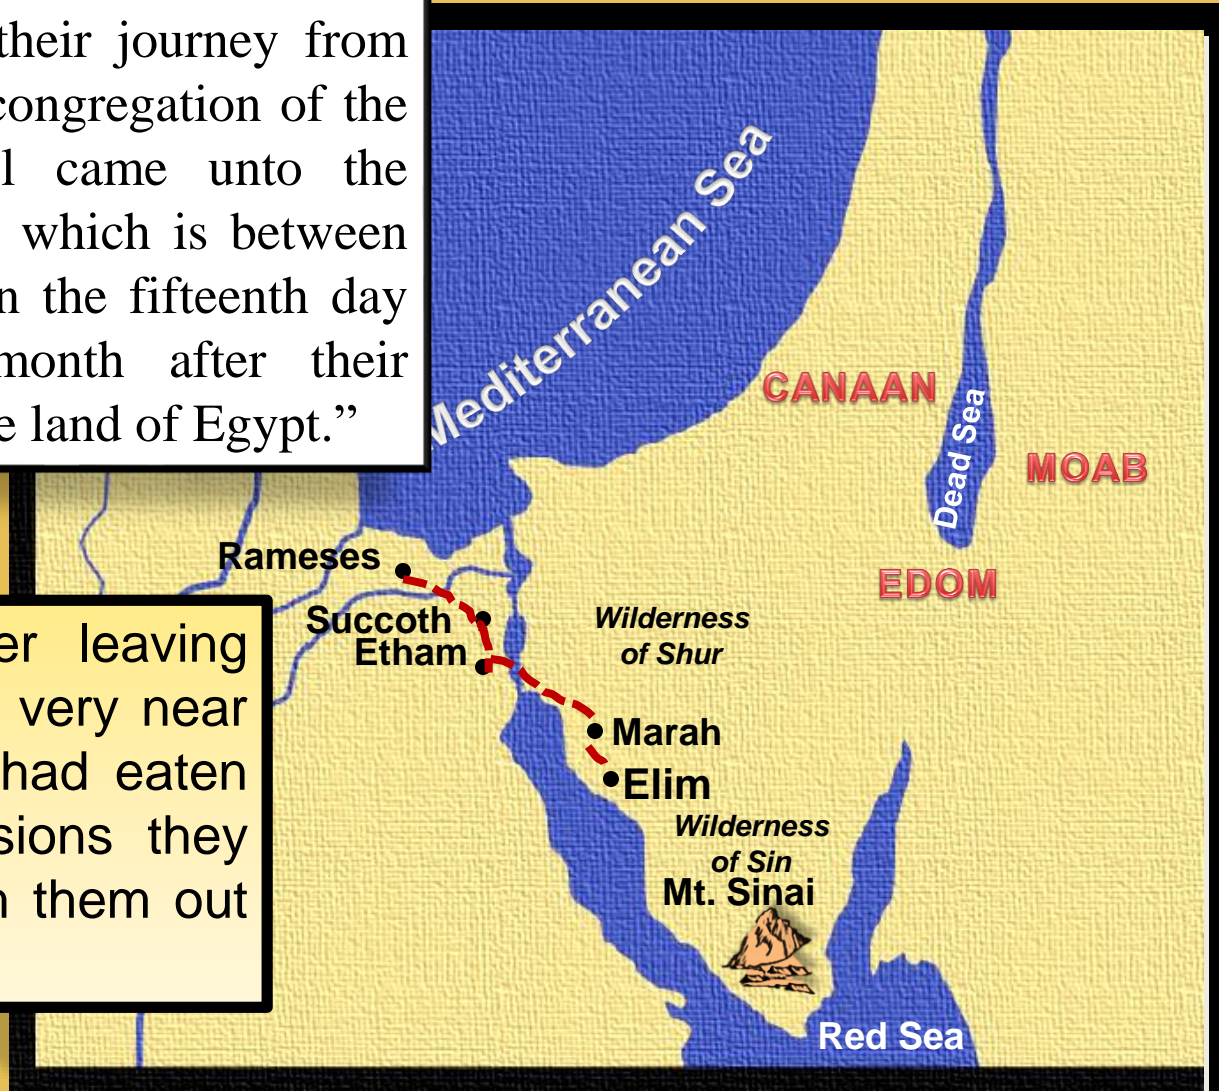 their journey from
congregation of the
came unto the
which is between
the fifteenth day
month after their
land of Egypt.”
Mediterranean Sea
CANAAN
Dead Sea
MOAB
EDOM
Rameses
Succoth
Etham
Wilderness
of Shur
Marah
Elim
Wilderness
of Sin
Mt. Sinai
Red Sea
leaving
very near
had eaten
they
them out